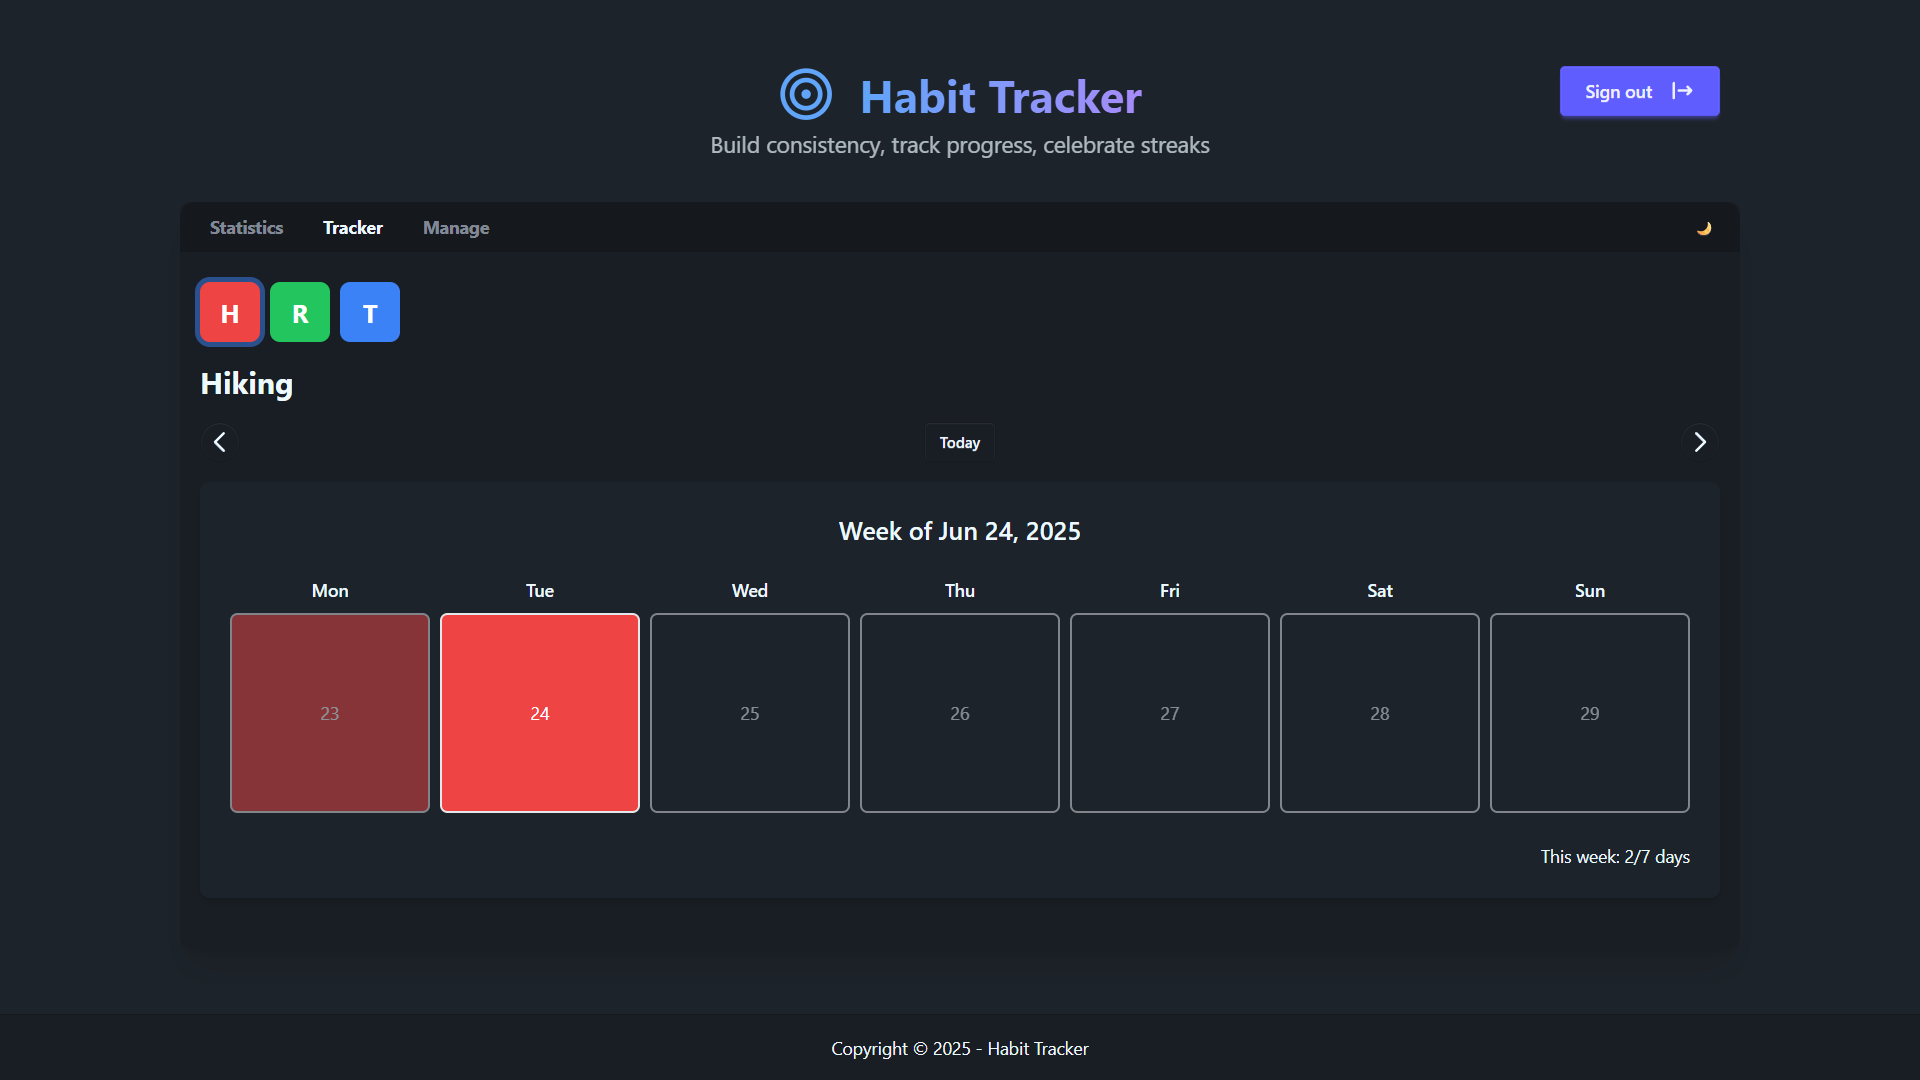 Habit Tracker
Sign out
Build consistency, track progress, celebrate streaks
Statistics Tracker Manage
H R T
Hiking
Today
Week of Jun 24, 2025
Mon Tue Wed Thu Fri Sat Sun
23 24 25 26 27 28 29
This week: 2/7 days
Copyright © 2025 - Habit Tracker